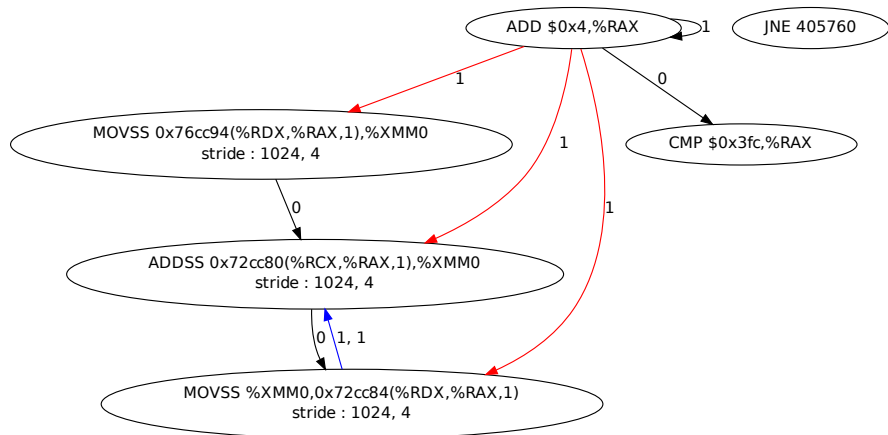 ADD $0x4,%RAX
1
JNE 405760
1
0
MOVSS 0x76cc94(%RDX,%RAX,1),%XMM0
stride : 1024, 4
CMP $0x3fc,%RAX
1
0
1
ADDSS 0x72cc80(%RCX,%RAX,1),%XMM0
stride : 1024, 4
0
1, 1
MOVSS %XMM0,0x72cc84(%RDX,%RAX,1)
stride : 1024, 4